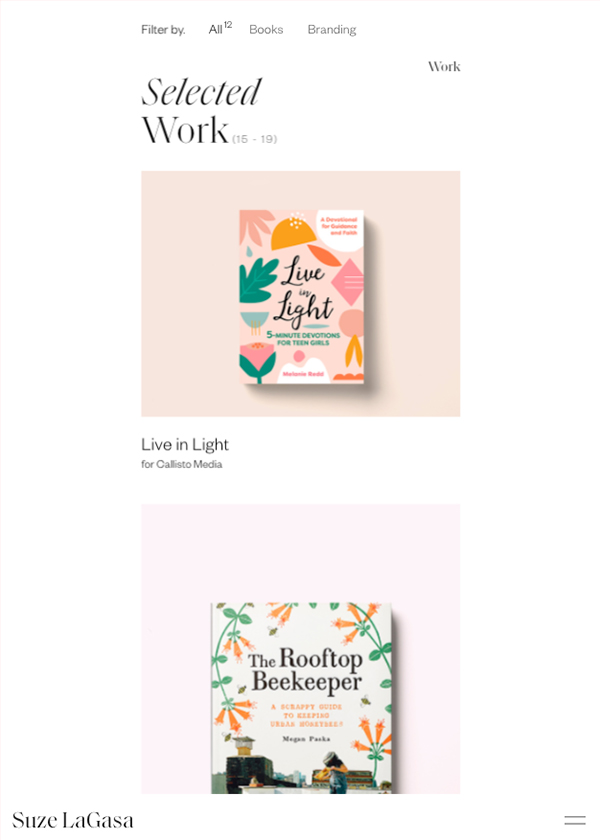 Filter by. All 12 Books Branding
Work
Selected
Work (15 - 19)
A Devotional
for Guidance
and Faith
Live
in
Light
5-MINUTE DEVOTIONS
FOR TEEN GIRLS
Melanie Redd
Live in Light
for Callisto Media
The Rooftop
Beekeeper
A SCRAPPY GUIDE
TO KEEPING
URBAN HONEYBEES
Megan Paska
Suze LaGasa